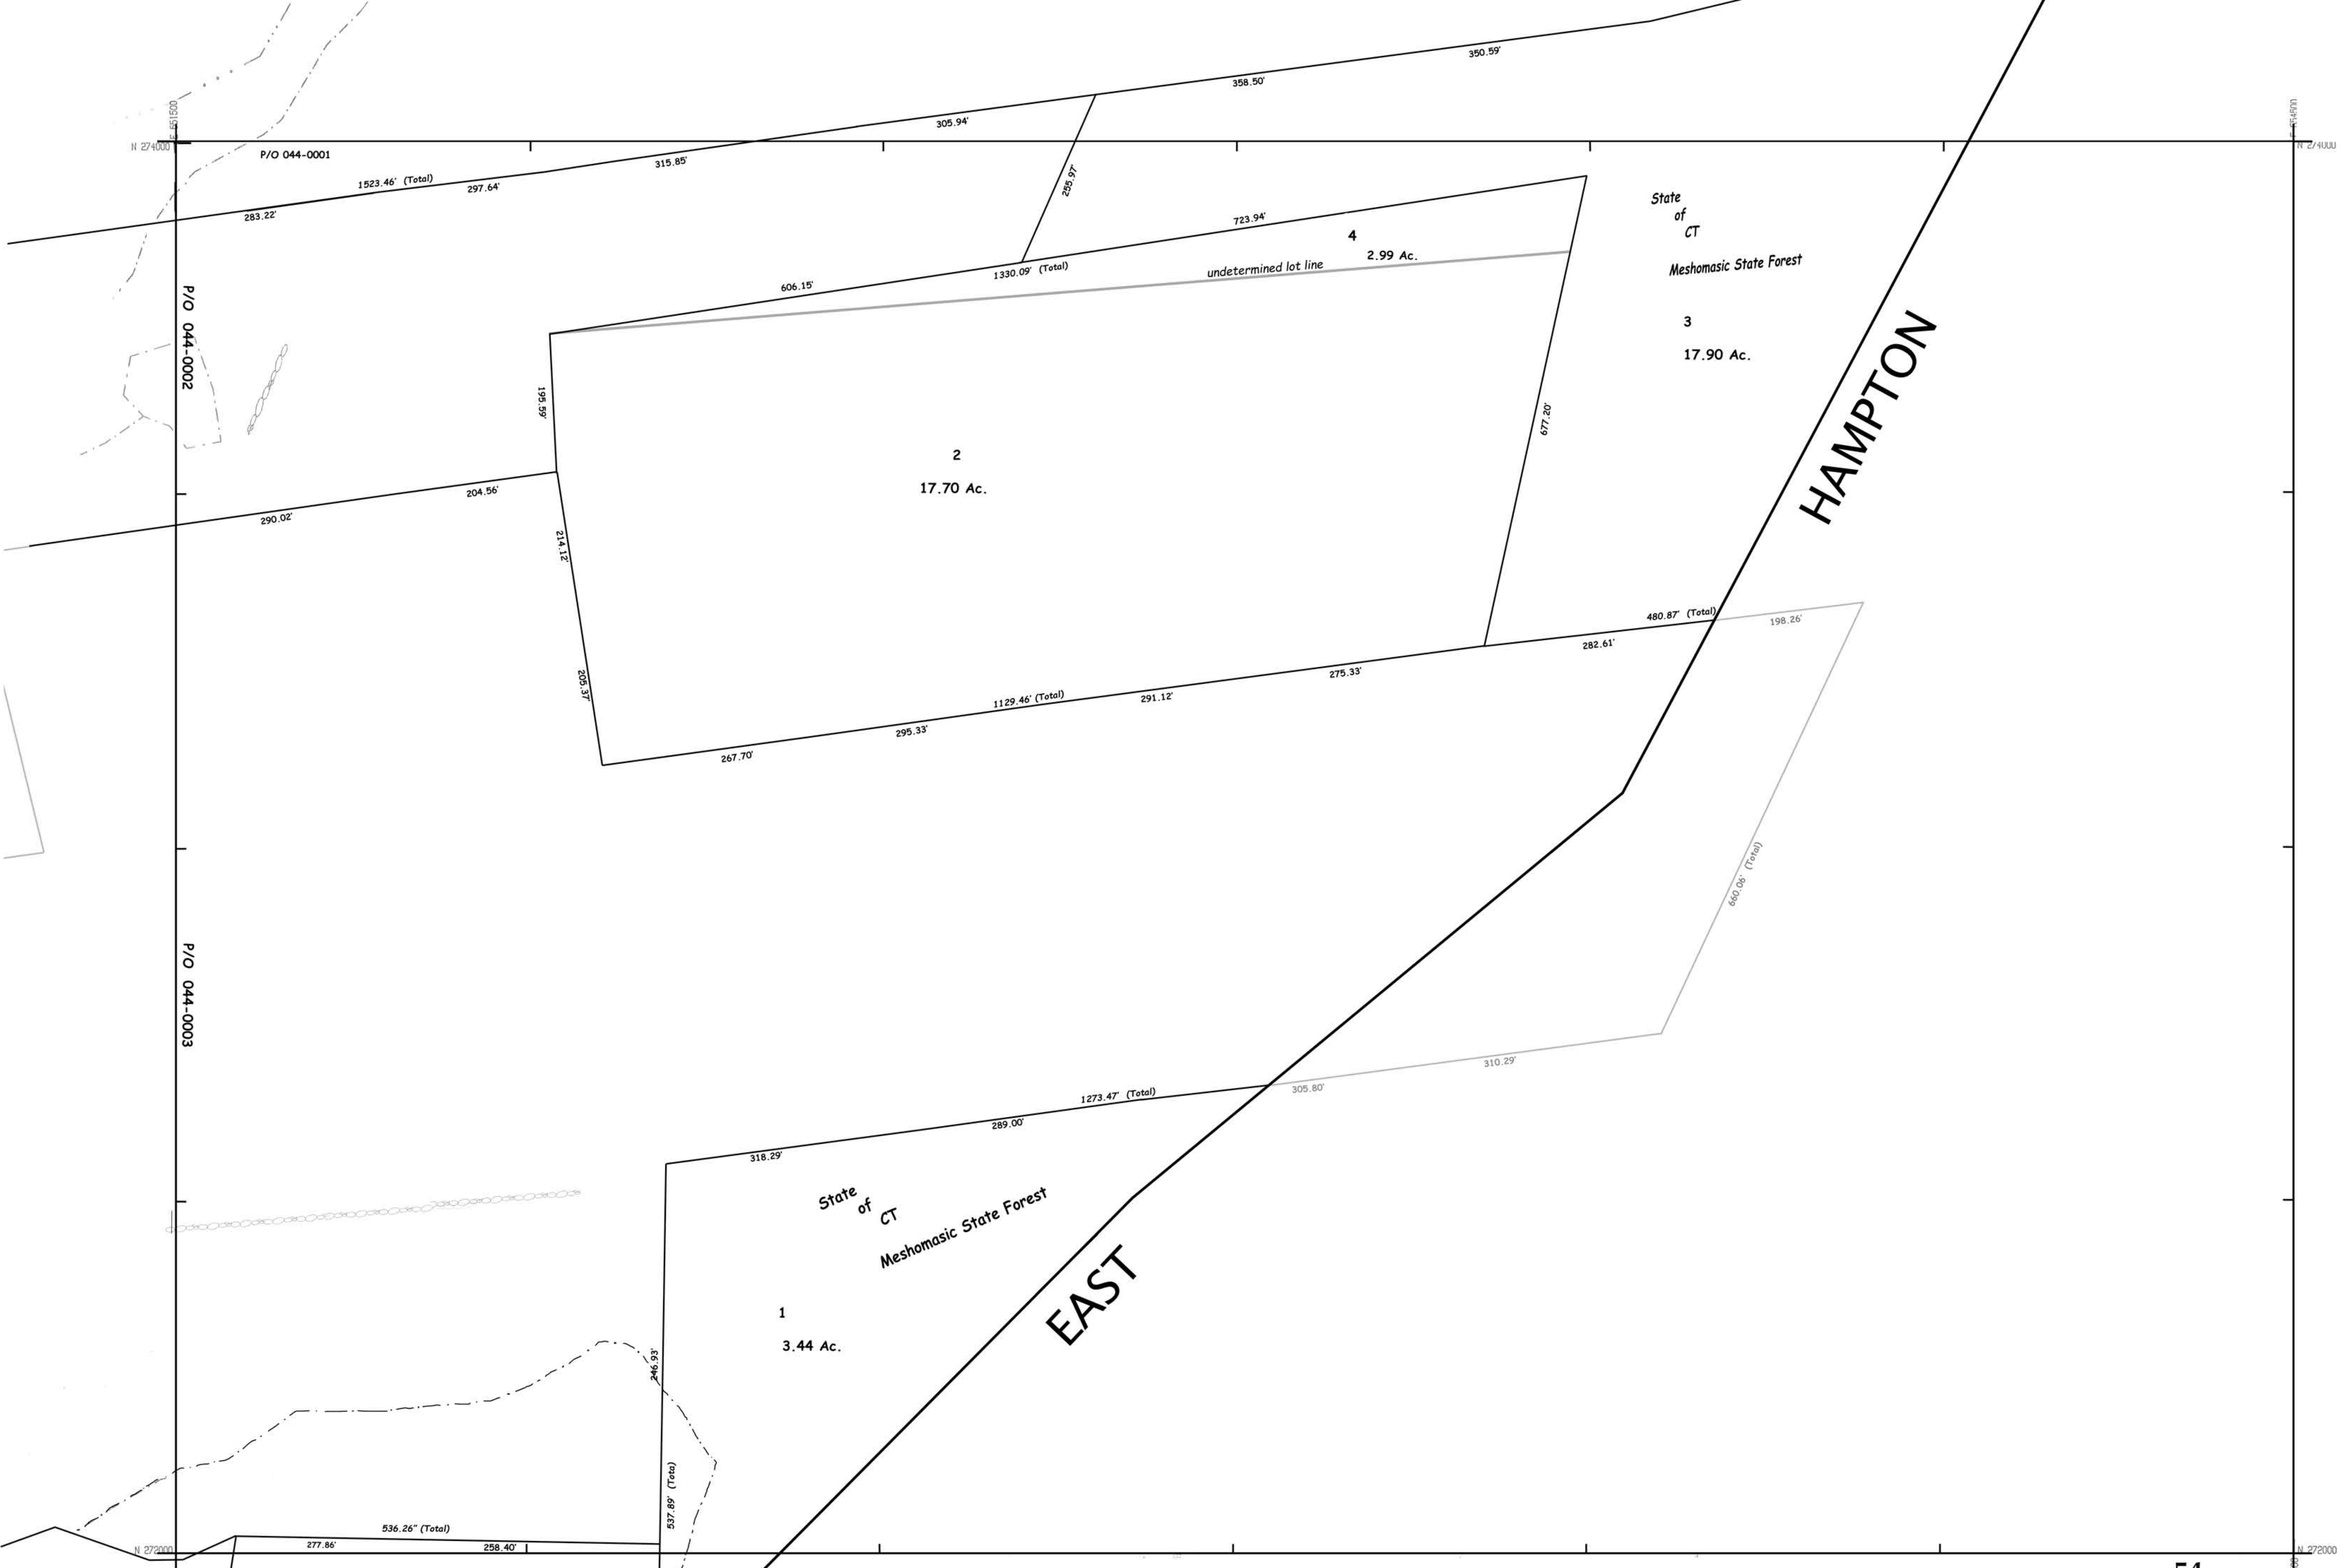 350.59'
358.50'
305.94'
E 551500
N 274000
N 274000
P/O 044-0001
315.85'
1523.46' (Total)
297.64'
283.22'
255.97'
State
of
CT
Meshomasic State Forest
3
17.90 Ac.
723.94'
4
2.99 Ac.
undetermined lot line
1330.09' (Total)
606.15'
P/O 044-0002
195.59'
677.20'
HAMPTON
2
17.70 Ac.
204.56'
290.02'
214.12'
480.87' (Total)
198.26'
282.61'
205.37'
275.33'
1129.46' (Total)
291.12'
295.33'
267.70'
660.06' (Total)
P/O 044-0003
310.29'
305.80'
1273.47' (Total)
289.00'
318.29'
State
of
CT
Meshomasic State Forest
EAST
1
3.44 Ac.
246.93'
537.89' (Tota)
536.26" (Total)
277.86'
258.40'
N 272000
N 272000